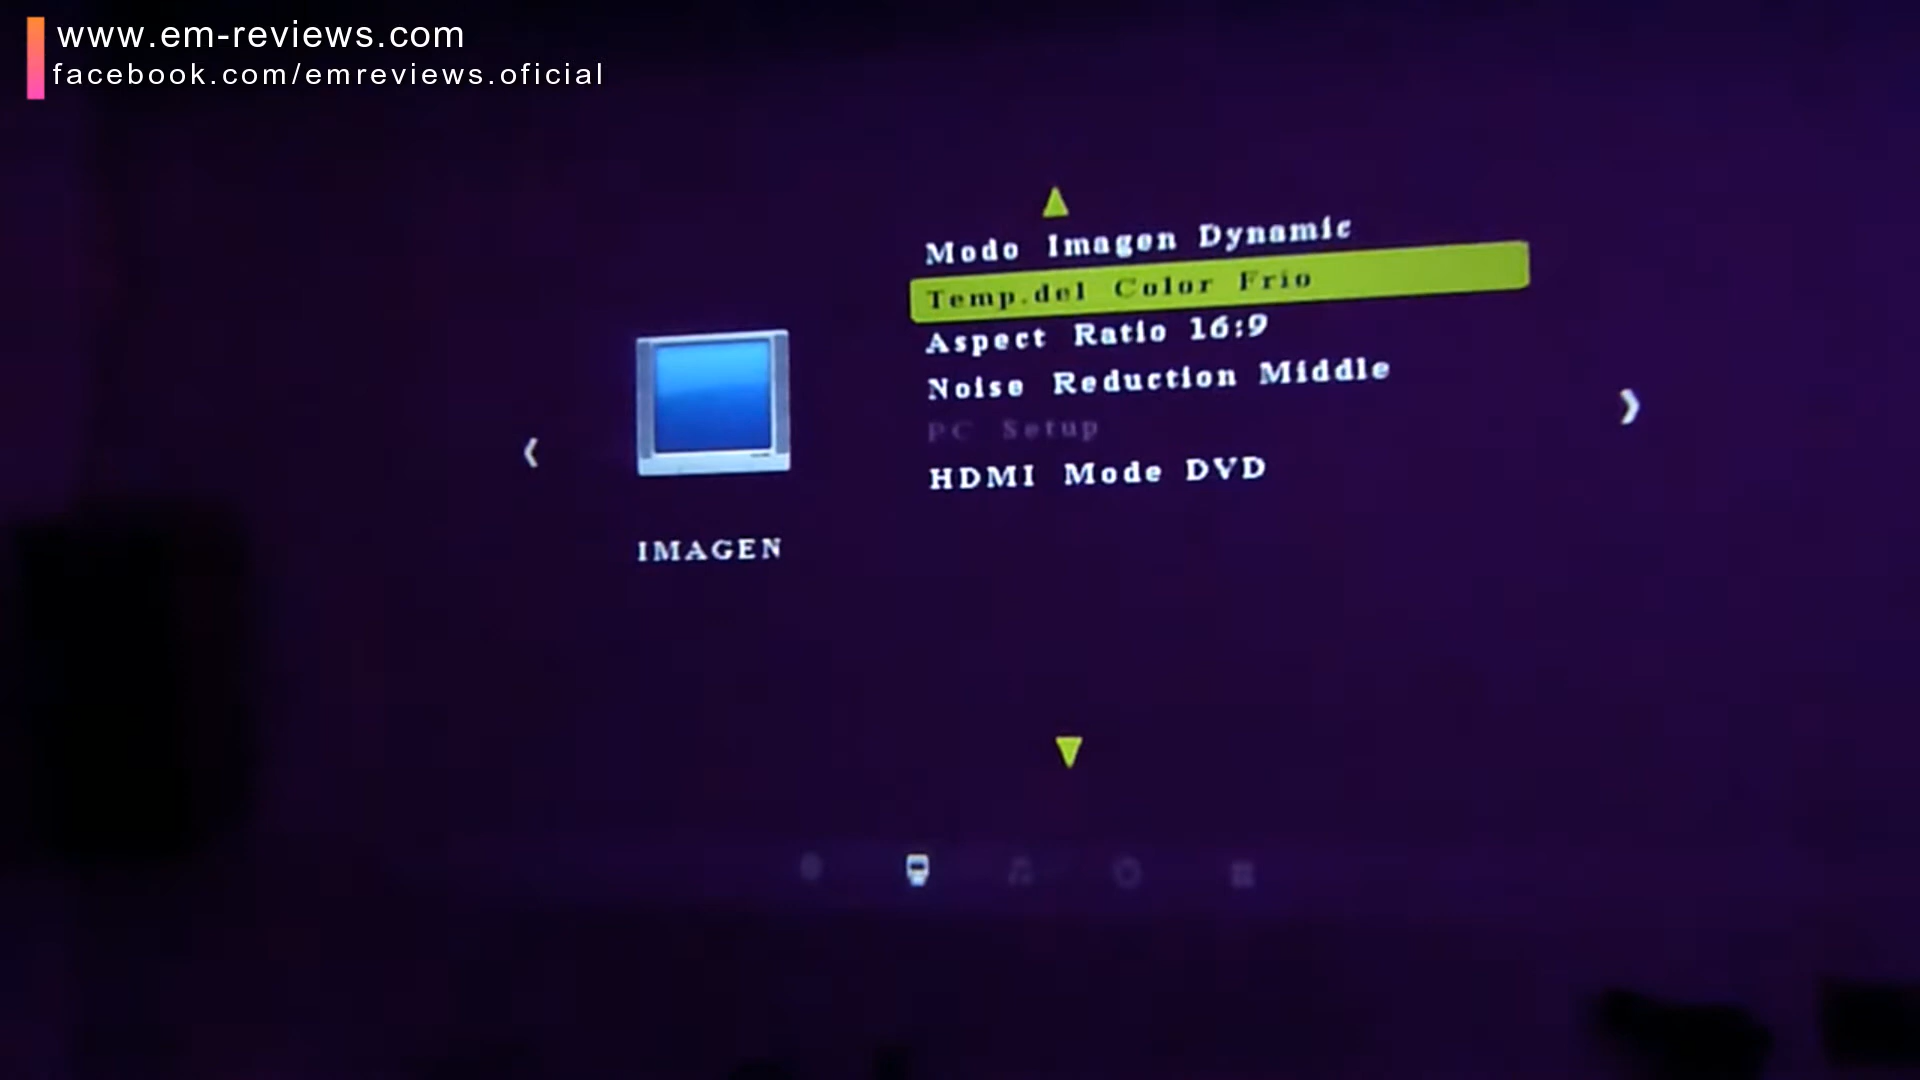 www.em-reviews.com
facebook.com/emreviews.oficial
Modo Imagen Dynamic
Temp.del Color Frio
Aspect Ratio 16:9
Noise Reduction Middle
PC Setup
HDMI Mode DVD
IMAGEN